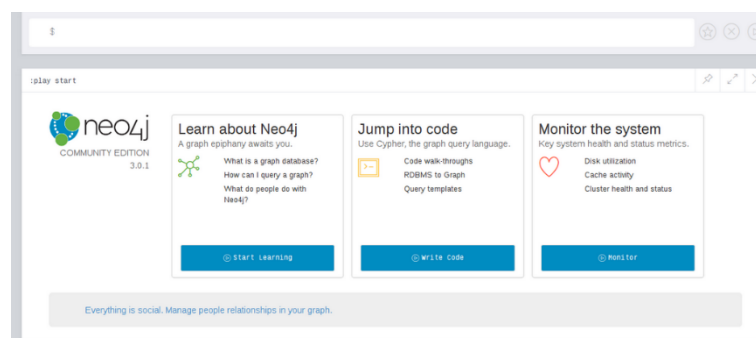 $
:play start
neo4j
COMMUNITY EDITION
3.0.1
Learn about Neo4j
A graph epiphany awaits you.
What is a graph database?
How can I query a graph?
What do people do with
Neo4j?
Start Learning
Jump into code
Use Cypher, the graph query language.
Code walk-throughs
RDBMS to Graph
Query templates
Write Code
Monitor the system
Key system health and status metrics.
Disk utilization
Cache activity
Cluster health and status
Monitor
Everything is social. Manage people relationships in your graph.